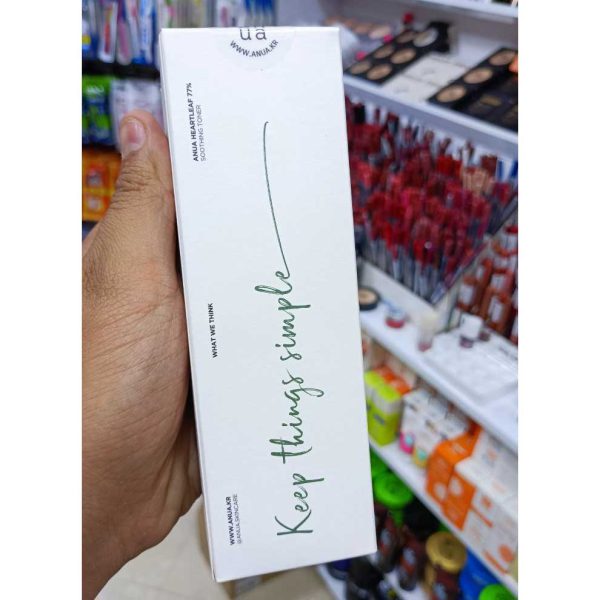 ua
WWW.ANUA.KR
ANUA HEARTLEAF 77%
SOOTHING TONER
WHAT WE THINK
Keep things simple
WWW.ANUA.KR
@ANUA.SKINCARE